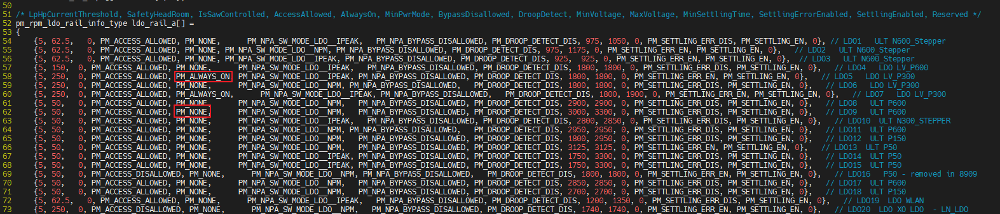 50
51 /* LpHpCurrentThreshold, SafetyHeadRoom, IsSawControlled, AccessAllowed, AlwaysOn, MinPwrMode, BypassDisallowed, DroopDetect, MinVoltage, MaxVoltage, MinSettlingTime, SettlingErrorEnabled, SettlingEnabled, Reserved */
52 pm_rpm_ldo_rail_info_type ldo_rail_a[] =
53 {
54 {5, 62.5, 0, PM_ACCESS_ALLOWED, PM_NONE, PM_NPA_SW_MODE_LDO__IPEAK, PM_NPA_BYPASS_DISALLOWED, PM_DROOP_DETECT_DIS, 975, 1050, 0, PM_SETTLING_ERR_DIS, PM_SETTLING_EN, 0}, // LDO1 ULT N600_Stepper
55 {5, 62.5, 0, PM_ACCESS_ALLOWED, PM_NONE, PM_NPA_SW_MODE_LDO__NPM, PM_NPA_BYPASS_DISALLOWED, PM_DROOP_DETECT_DIS, 975, 1175, 0, PM_SETTLING_ERR_EN, PM_SETTLING_EN, 0}, // LDO2 ULT N600_Stepper
56 {5, 62.5, 0, PM_ACCESS_ALLOWED, PM_NONE, PM_NPA_SW_MODE_LDO__IPEAK, PM_NPA_BYPASS_DISALLOWED, PM_DROOP_DETECT_DIS, 925, 925, 0, PM_SETTLING_ERR_EN, PM_SETTLING_EN, 0}, // LDO3 ULT N600_Stepper
57 {5, 150, 0, PM_ACCESS_ALLOWED, PM_NONE, PM_NPA_SW_MODE_LDO__IPEAK, PM_NPA_BYPASS_DISALLOWED, PM_DROOP_DETECT_DIS, 1800, 1800, 0, PM_SETTLING_ERR_DIS, PM_SETTLING_EN, 0}, // LDO4 LDO LV_P600
58 {5, 250, 0, PM_ACCESS_ALLOWED, PM_ALWAYS_ON PM_NPA_SW_MODE_LDO__IPEAK, PM_NPA_BYPASS_DISALLOWED, PM_DROOP_DETECT_DIS, 1800, 1800, 0, PM_SETTLING_ERR_EN, PM_SETTLING_EN, 0}, // LDO5 LDO LV_P300
59 {5, 250, 0, PM_ACCESS_ALLOWED, PM_NONE, PM_NPA_SW_MODE_LDO__NPM, PM_NPA_BYPASS_DISALLOWED, PM_DROOP_DETECT_DIS, 1800, 1800, 0, PM_SETTLING_ERR_DIS, PM_SETTLING_EN, 0}, // LDO6 LDO LV_P300
60 {5, 250, 0, PM_ACCESS_ALLOWED, PM_ALWAYS_ON, PM_NPA_SW_MODE_LDO__IPEAK, PM_NPA_BYPASS_DISALLOWED, PM_DROOP_DETECT_DIS, 1800, 1900, 0, PM_SETTLING_ERR_EN, PM_SETTLING_EN, 0}, // LDO7 LDO LV_P300
61 {5, 50, 0, PM_ACCESS_ALLOWED, PM_NONE, PM_NPA_SW_MODE_LDO__NPM, PM_NPA_BYPASS_DISALLOWED, PM_DROOP_DETECT_DIS, 2900, 2900, 0, PM_SETTLING_ERR_DIS, PM_SETTLING_EN, 0}, // LDO8 ULT P600
62 {5, 50, 0, PM_ACCESS_ALLOWED, PM_NONE, PM_NPA_SW_MODE_LDO__NPM, PM_NPA_BYPASS_DISALLOWED, PM_DROOP_DETECT_DIS, 3000, 3300, 0, PM_SETTLING_ERR_DIS, PM_SETTLING_EN, 0}, // LDO9 ULT P600
63 {5, 50, 0, PM_ACCESS_ALLOWED, PM_NONE, PM_NPA_SW_MODE_LDO__IPEAK, PM_NPA_BYPASS_DISALLOWED, PM_DROOP_DETECT_DIS, 2800, 2850, 0, PM_SETTLING_ERR_DIS, PM_SETTLING_EN, 0}, // LDO10 ULT N300_STEPPER
64 {5, 50, 0, PM_ACCESS_ALLOWED, PM_NONE, PM_NPA_SW_MODE_LDO__NPM, PM_NPA_BYPASS_DISALLOWED, PM_DROOP_DETECT_DIS, 2950, 2950, 0, PM_SETTLING_ERR_DIS, PM_SETTLING_EN, 0}, // LDO11 ULT P600
65 {5, 50, 0, PM_ACCESS_ALLOWED, PM_NONE, PM_NPA_SW_MODE_LDO__NPM, PM_NPA_BYPASS_DISALLOWED, PM_DROOP_DETECT_DIS, 1800, 2950, 0, PM_SETTLING_ERR_DIS, PM_SETTLING_EN, 0}, // LDO12 ULT P150
66 {5, 50, 0, PM_ACCESS_ALLOWED, PM_NONE, PM_NPA_SW_MODE_LDO__NPM, PM_NPA_BYPASS_DISALLOWED, PM_DROOP_DETECT_DIS, 3125, 3125, 0, PM_SETTLING_ERR_EN, PM_SETTLING_EN, 0}, // LDO13 ULT P50
67 {5, 50, 0, PM_ACCESS_ALLOWED, PM_NONE, PM_NPA_SW_MODE_LDO__IPEAK, PM_NPA_BYPASS_DISALLOWED, PM_DROOP_DETECT_DIS, 1750, 3300, 0, PM_SETTLING_ERR_DIS, PM_SETTLING_EN, 0}, // LDO14 ULT P50
68 {5, 50, 0, PM_ACCESS_ALLOWED, PM_NONE, PM_NPA_SW_MODE_LDO__IPEAK, PM_NPA_BYPASS_DISALLOWED, PM_DROOP_DETECT_DIS, 1750, 3300, 0, PM_SETTLING_ERR_DIS, PM_SETTLING_EN, 0}, // LDO15 ULT P50
69 {5, 50, 0, PM_ACCESS_DISALLOWED, PM_NONE, PM_NPA_SW_MODE_LDO__NPM, PM_NPA_BYPASS_DISALLOWED, PM_DROOP_DETECT_DIS, 1800, 1800, 0, PM_SETTLING_ERR_EN, PM_SETTLING_EN, 0}, // LDO16 P50 - removed in 8909
70 {5, 50, 0, PM_ACCESS_ALLOWED, PM_NONE, PM_NPA_SW_MODE_LDO__NPM, PM_NPA_BYPASS_DISALLOWED, PM_DROOP_DETECT_DIS, 2850, 2850, 0, PM_SETTLING_ERR_EN, PM_SETTLING_EN, 0}, // LDO17 ULT P600
71 {5, 50, 0, PM_ACCESS_ALLOWED, PM_NONE, PM_NPA_SW_MODE_LDO__NPM, PM_NPA_BYPASS_DISALLOWED, PM_DROOP_DETECT_DIS, 2700, 2700, 0, PM_SETTLING_ERR_DIS, PM_SETTLING_EN, 0}, // LDO18 ULT P150
72 {5, 62.5, 0, PM_ACCESS_ALLOWED, PM_NONE, PM_NPA_SW_MODE_LDO__IPEAK, PM_NPA_BYPASS_DISALLOWED, PM_DROOP_DETECT_DIS, 1200, 1350, 0, PM_SETTLING_ERR_DIS, PM_SETTLING_EN, 0}, // LDO19 LDO WLAN
73 {5, 250, 0, PM_ACCESS_DISALLOWED, PM_NONE, PM_NPA_SW_MODE_LDO__NPM, PM_NPA_BYPASS_DISALLOWED, PM_DROOP_DETECT_DIS, 1740, 1740, 0, PM_SETTLING_ERR_EN, PM_SETTLING_EN, 0}, // LDO20 LDO XO LDO - LN_LDO